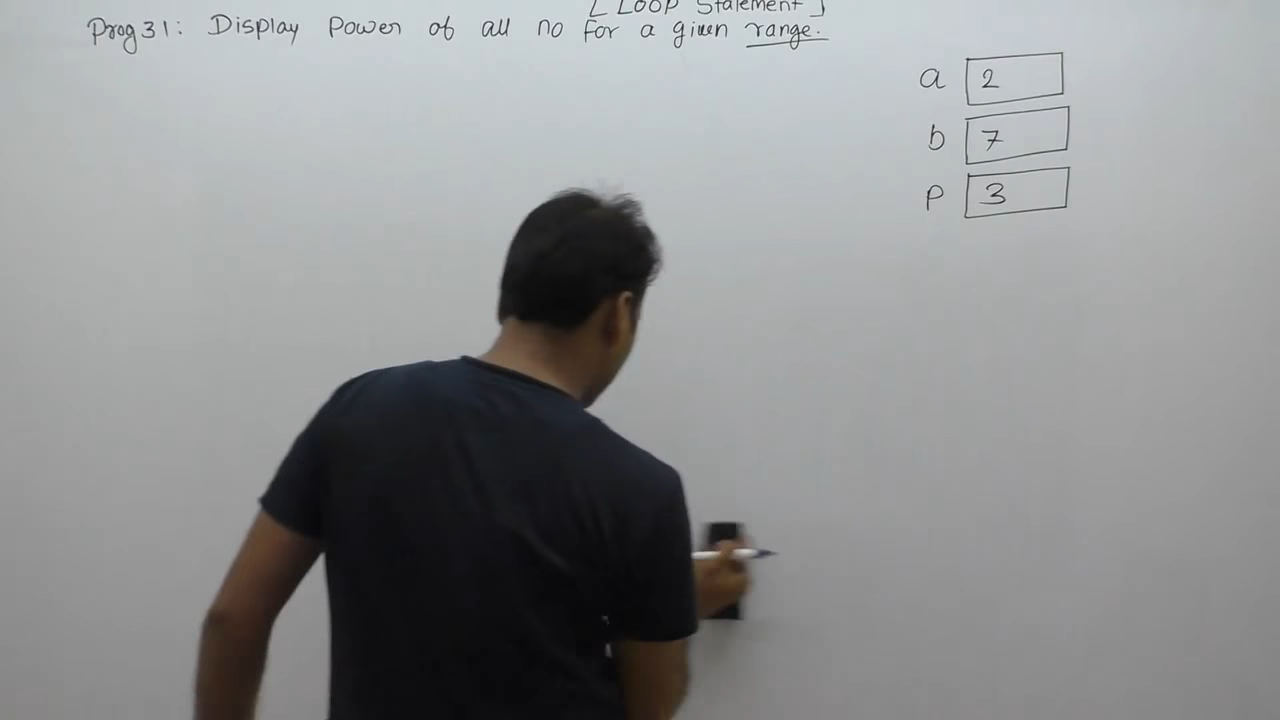 [ Loop Statement ]
Prog 31: Display Power of all no for a given range.
a 2
b 7
P 3